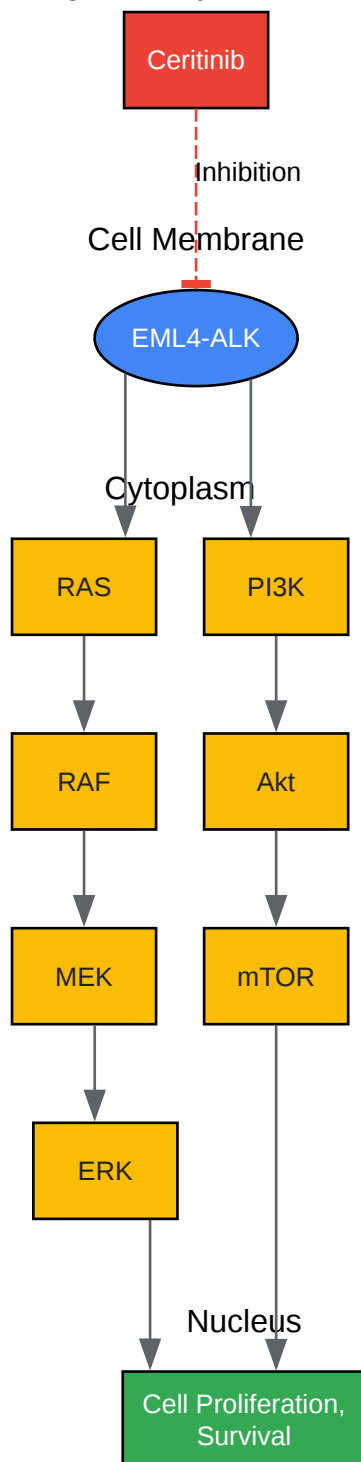 Ceritinib
Inhibition
Cell Membrane
EML4-ALK
Cytoplasm
RAS
PI3K
RAF
Akt
MEK
mTOR
ERK
Nucleus
Cell Proliferation,
Survival